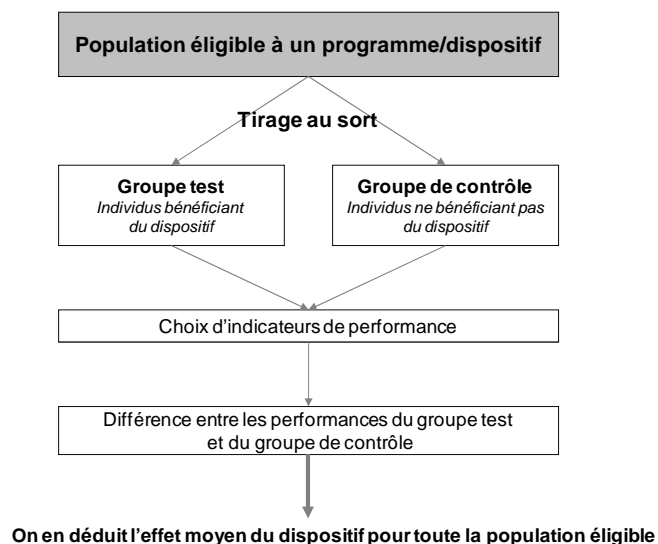 Population éligible à un programme/dispositif
Tirage au sort
Groupe test
Individus bénéficiant
du dispositif
Groupe de contrôle
Individus ne bénéficiant pas
du dispositif
Choix d'indicateurs de performance
Différence entre les performances du groupe test
et du groupe de contrôle
On en déduit l'effet moyen du dispositif pour toute la population éligible